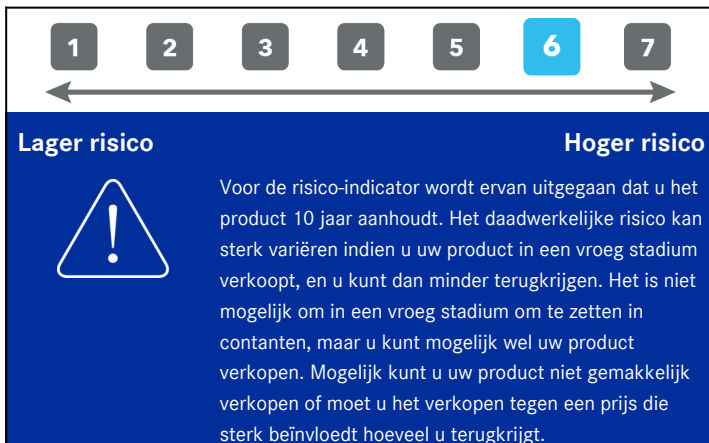 1 2 3 4 5 6 7
Lager risico Hoger risico
Voor de risico-indicator wordt ervan uitgegaan dat u het
product 10 jaar aanhoudt. Het daadwerkelijke risico kan
sterk variëren indien u uw product in een vroeg stadium
verkoopt, en u kunt dan minder terugkrijgen. Het is niet
mogelijk om in een vroeg stadium om te zetten in
contanten, maar u kunt mogelijk wel uw product
verkopen. Mogelijk kunt u uw product niet gemakkelijk
verkopen of moet u het verkopen tegen een prijs die
sterk beïnvloedt hoeveel u terugkrijgt.